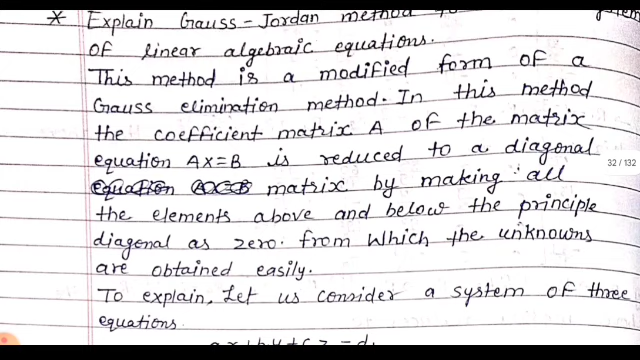 * Explain Gauss-Jordan method
of linear algebraic equations.
This method is a modified form of a
Gauss elimination method. In this method
the coefficient matrix A of the matrix
equation AX=B is reduced to a diagonal
32 / 132
matrix by making all
the elements above and below the principle
diagonal as zero. from which the unknowns
are obtained easily.
To explain, Let us consider a system of three
equations.